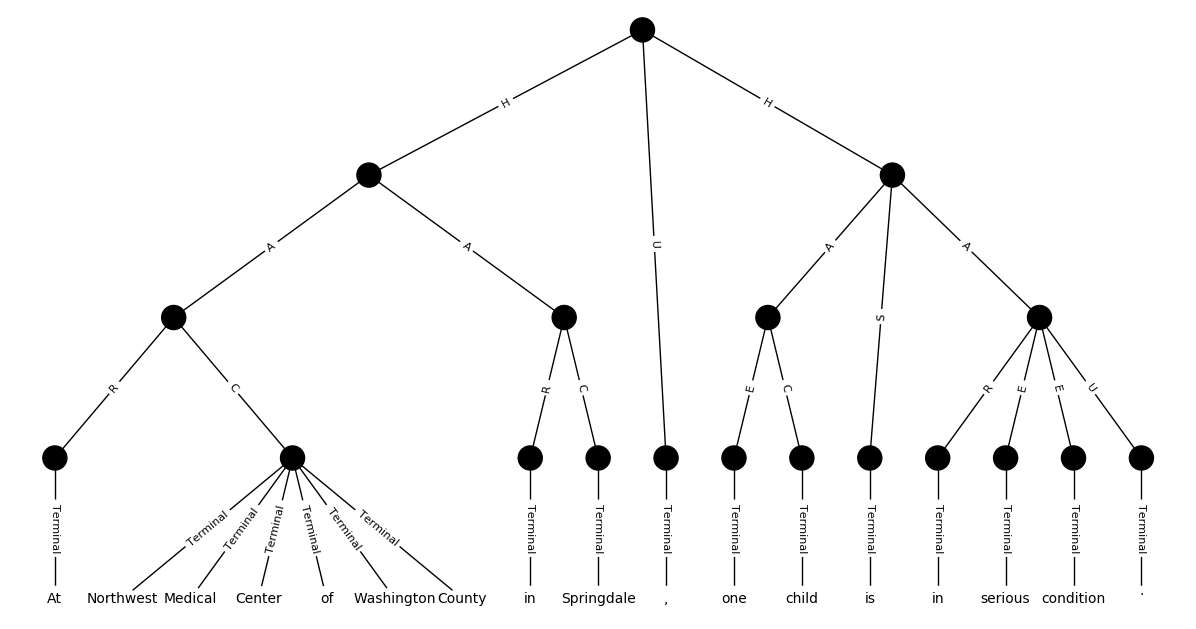 H H
U
A A A A
S
R C R C E C R E E U
Terminal Terminal Terminal Terminal Terminal Terminal Terminal Terminal Terminal Terminal Terminal Terminal Terminal Terminal Terminal Terminal Terminal
At Northwest Medical Center of Washington County in Springdale , one child is in serious condition .